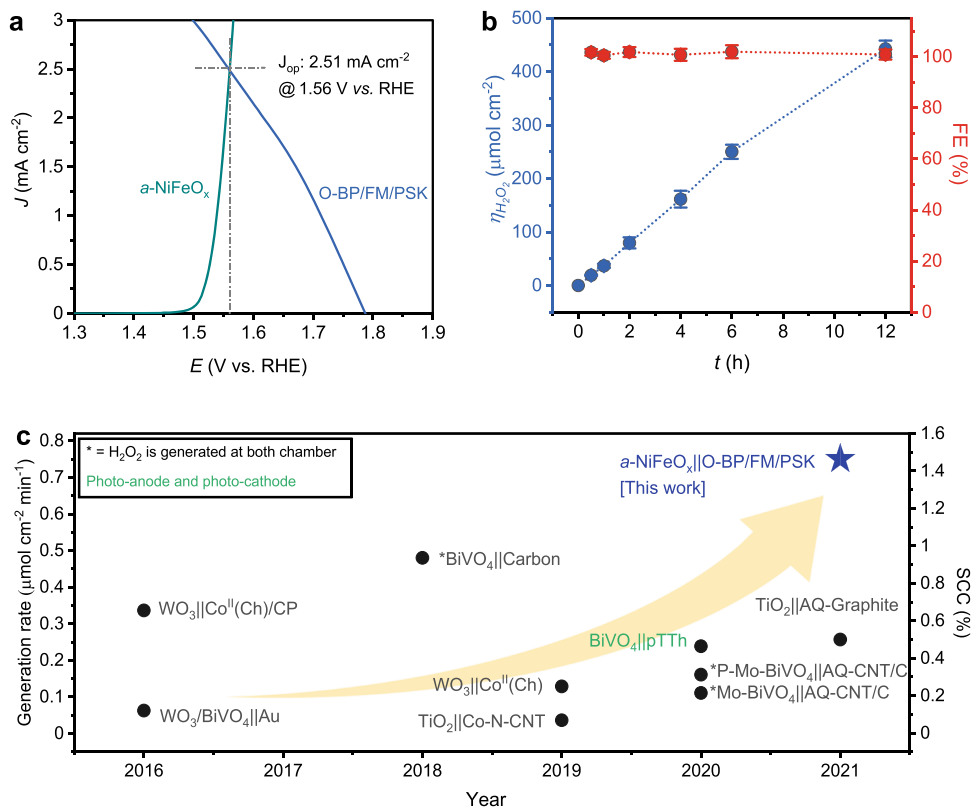 a
3
2.5
2
1.5
1
0.5
0
J (mA cm⁻²)
J_op: 2.51 mA cm⁻²
@ 1.56 V vs. RHE
a-NiFeOₓ
O-BP/FM/PSK
1.3 1.4 1.5 1.6 1.7 1.8 1.9
E (V vs. RHE)
b
500
400
300
200
100
0
η_H₂O₂ (μmol cm⁻²)
100
80
60
40
20
0
FE (%)
0 2 4 6 8 10 12
t (h)
c
* = H₂O₂ is generated at both chamber
Photo-anode and photo-cathode
0.8
0.7
0.6
0.5
0.4
0.3
0.2
0.1
0
Generation rate (μmol cm⁻² min⁻¹)
a-NiFeOₓ||O-BP/FM/PSK
[This work]
*BiVO₄||Carbon
WO₃||Coᴵᴵ(Ch)/CP
TiO₂||AQ-Graphite
BiVO₄||pTTh
*P-Mo-BiVO₄||AQ-CNT/C
WO₃||Coᴵᴵ(Ch)
*Mo-BiVO₄||AQ-CNT/C
WO₃/BiVO₄||Au
TiO₂||Co-N-CNT
1.6
1.4
1.2
1
0.8
0.6
0.4
0.2
0
SCC (%)
2016 2017 2018 2019 2020 2021
Year